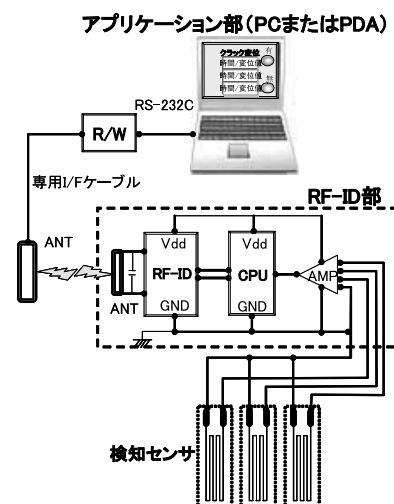 アプリケーション部(PCまたはPDA)
クラック変位
有
時間/変位値
時間/変位値
無
時間/変位値
RS-232C
R/W
専用I/Fケーブル
RF-ID部
ANT
Vdd
Vdd
RF-ID
CPU
AMP
ANT
GND
GND
検知センサ